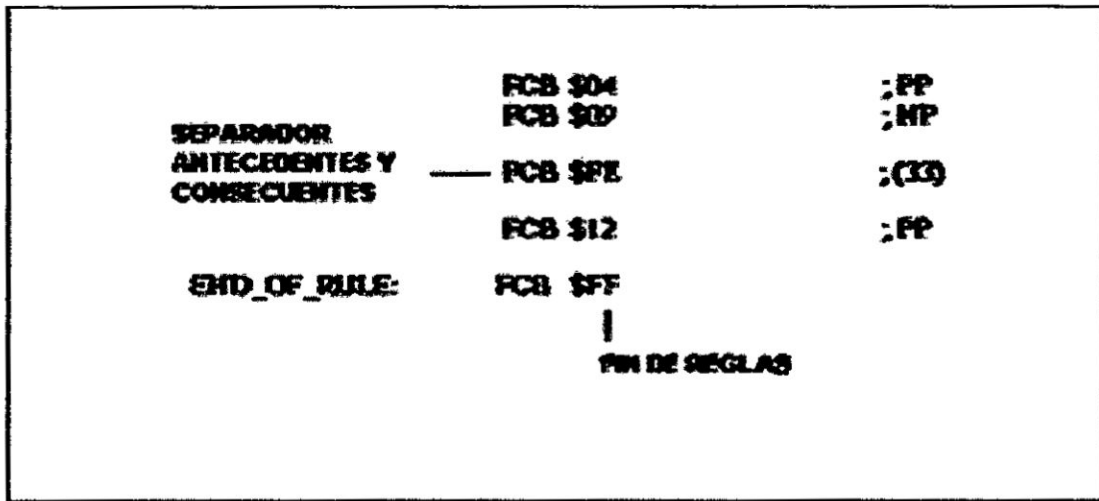 FCB $04 ;PP
FCB $09 ;MP
SEPARADOR
ANTECEDENTES Y
CONSECUENTES
FCB $FE ;(33)
FCB $12 ;PP
END_OF_RULE: FCB $FF
FIN DE REGLAS